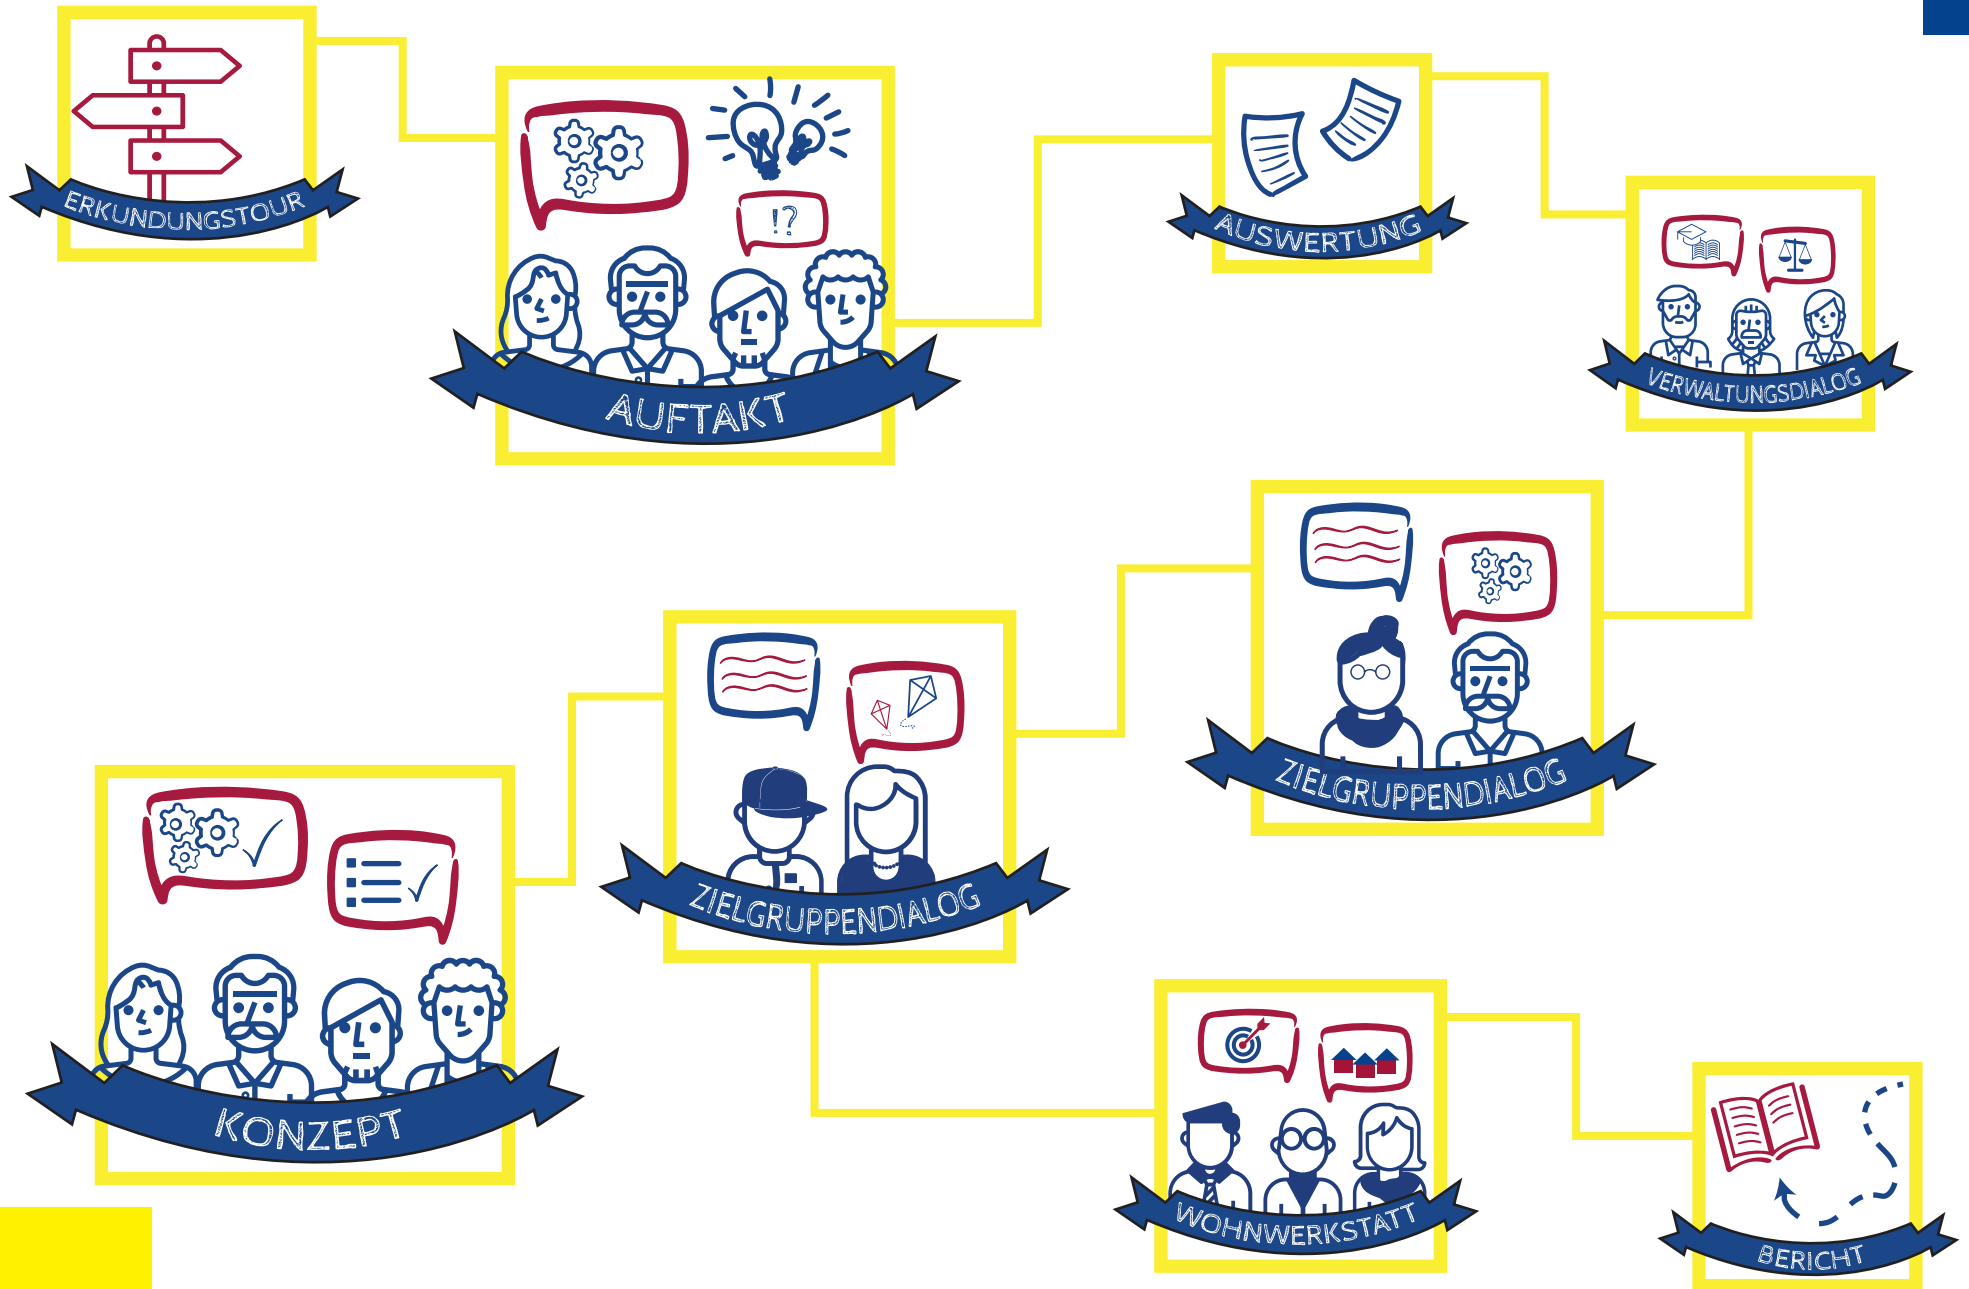 ERKUNDUNGSTOUR
!?
AUFTAKT
AUSWERTUNG
VERWALTUNGSDIALOG
ZIELGRUPPENDIALOG
ZIELGRUPPENDIALOG
KONZEPT
WOHNWERKSTATT
BERICHT